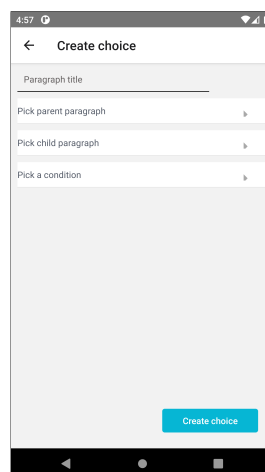 4:57
Create choice
Paragraph title
Pick parent paragraph
Pick child paragraph
Pick a condition
Create choice